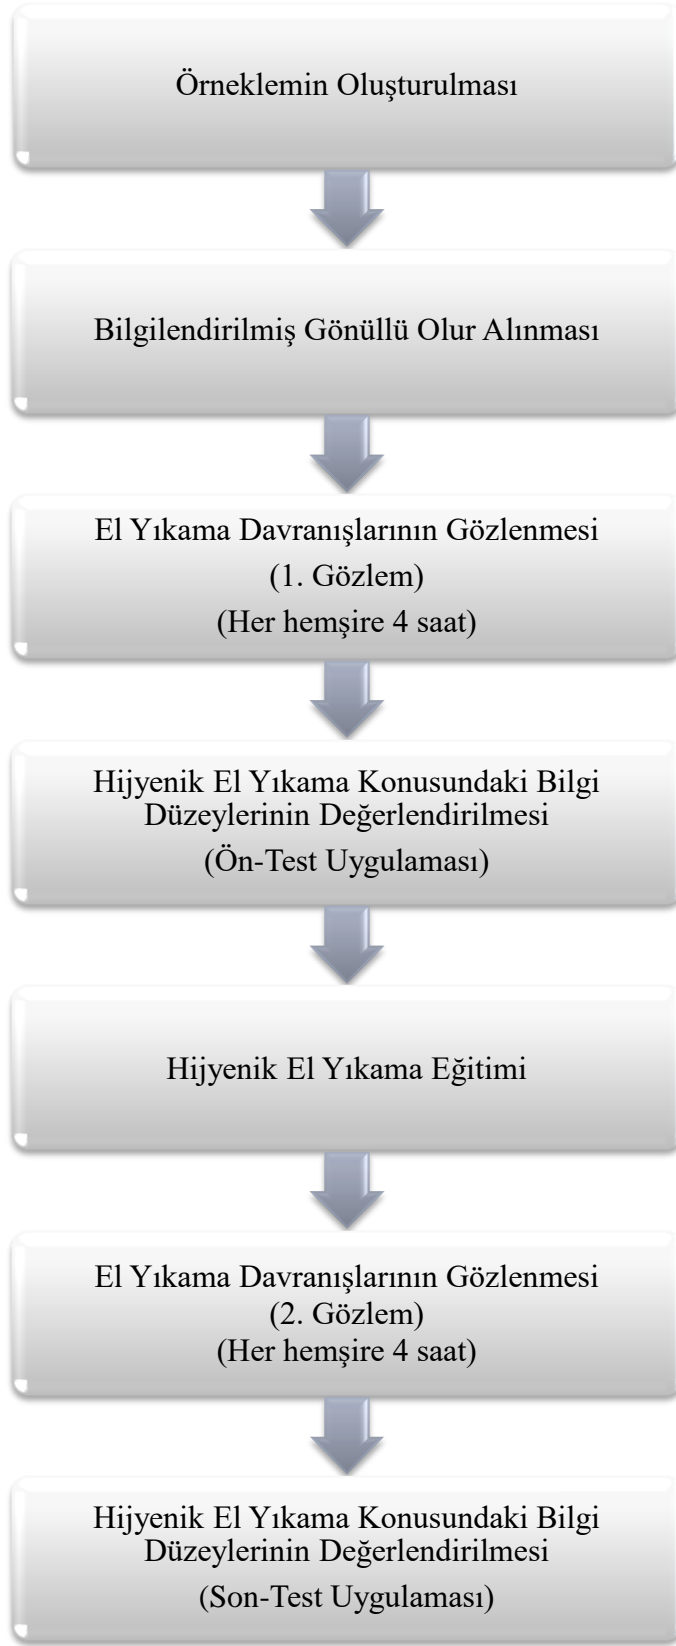 Örneklemin Oluşturulması
Bilgilendirilmiş Gönüllü Olur Alınması
El Yıkama Davranışlarının Gözlenmesi
(1. Gözlem)
(Her hemşire 4 saat)
Hijyenik El Yıkama Konusundaki Bilgi
Düzeylerinin Değerlendirilmesi
(Ön-Test Uygulaması)
Hijyenik El Yıkama Eğitimi
El Yıkama Davranışlarının Gözlenmesi
(2. Gözlem)
(Her hemşire 4 saat)
Hijyenik El Yıkama Konusundaki Bilgi
Düzeylerinin Değerlendirilmesi
(Son-Test Uygulaması)